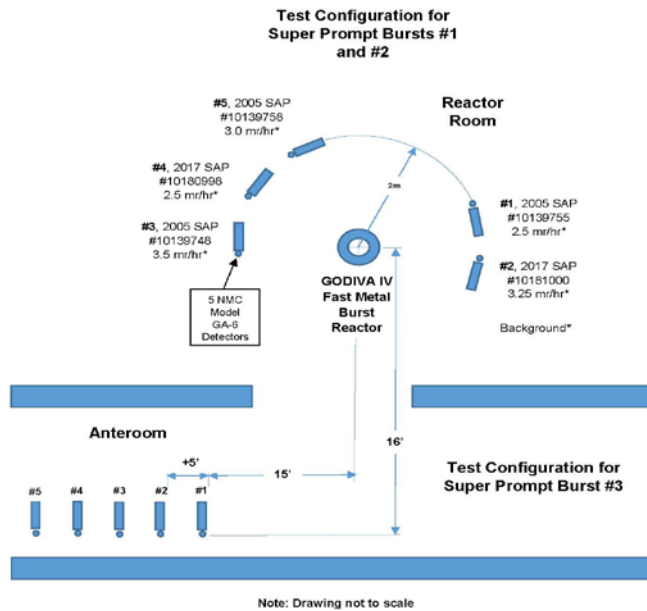 Test Configuration for
Super Prompt Bursts #1
and #2
#5, 2005 SAP
#10139758
3.0 mr/hr*
Reactor
Room
#4, 2017 SAP
#10180998
2.5 mr/hr*
2m
#1, 2005 SAP
#10139755
2.5 mr/hr*
#3, 2005 SAP
#10139748
3.5 mr/hr*
#2, 2017 SAP
#10181000
3.25 mr/hr*
GODIVA IV
Fast Metal
Burst
Reactor
5 NMC
Model
GA-6
Detectors
Background*
Anteroom
16'
+5'
15'
Test Configuration for
Super Prompt Burst #3
#5 #4 #3 #2 #1
Note: Drawing not to scale